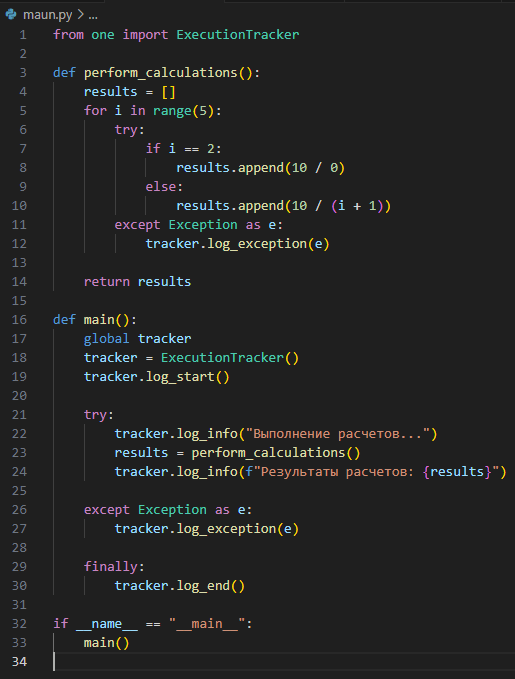 maun.py > ...
1 from one import ExecutionTracker
2
3 def perform_calculations():
4     results = []
5     for i in range(5):
6         try:
7             if i == 2:
8                 results.append(10 / 0)
9             else:
10                 results.append(10 / (i + 1))
11         except Exception as e:
12             tracker.log_exception(e)
13
14     return results
15
16 def main():
17     global tracker
18     tracker = ExecutionTracker()
19     tracker.log_start()
20
21     try:
22         tracker.log_info("Выполнение расчетов...")
23         results = perform_calculations()
24         tracker.log_info(f"Результаты расчетов: {results}")
25
26     except Exception as e:
27         tracker.log_exception(e)
28
29     finally:
30         tracker.log_end()
31
32 if __name__ == "__main__":
33     main()
34